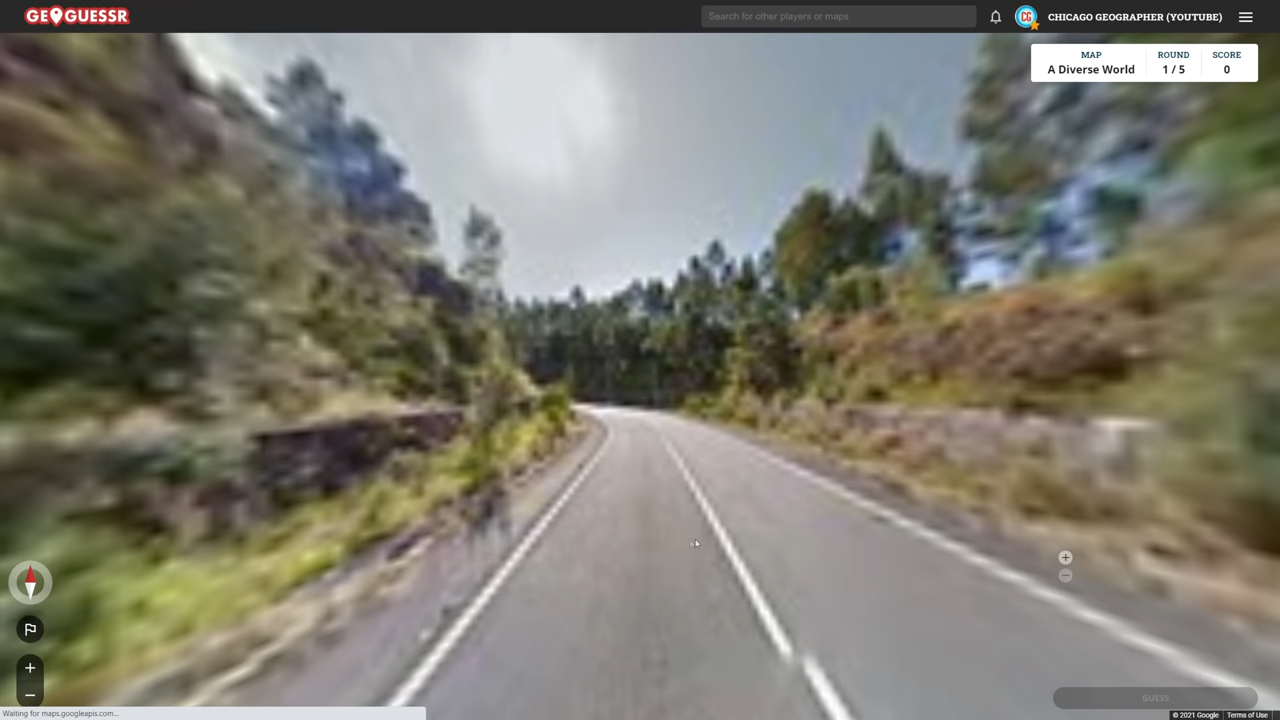 GEOGUESSR
Search for other players or maps
CG
CHICAGO GEOGRAPHER (YOUTUBE)
MAP
A Diverse World
ROUND
1 / 5
SCORE
0
+
−
+
−
GUESS
Waiting for maps.googleapis.com...
© 2021 Google
Terms of Use